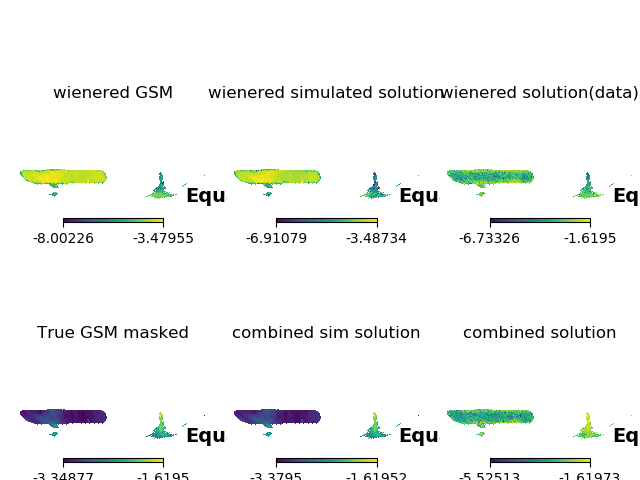 wienered GSM wienered simulated solution wienered solution(data)
Equ Equ Eq
-8.00226 -3.47955 -6.91079 -3.48734 -6.73326 -1.6195
True GSM masked combined sim solution combined solution
Equ Equ Eq
-3.34877 -1.6195 -3.3795 -1.61952 -5.52513 -1.61973